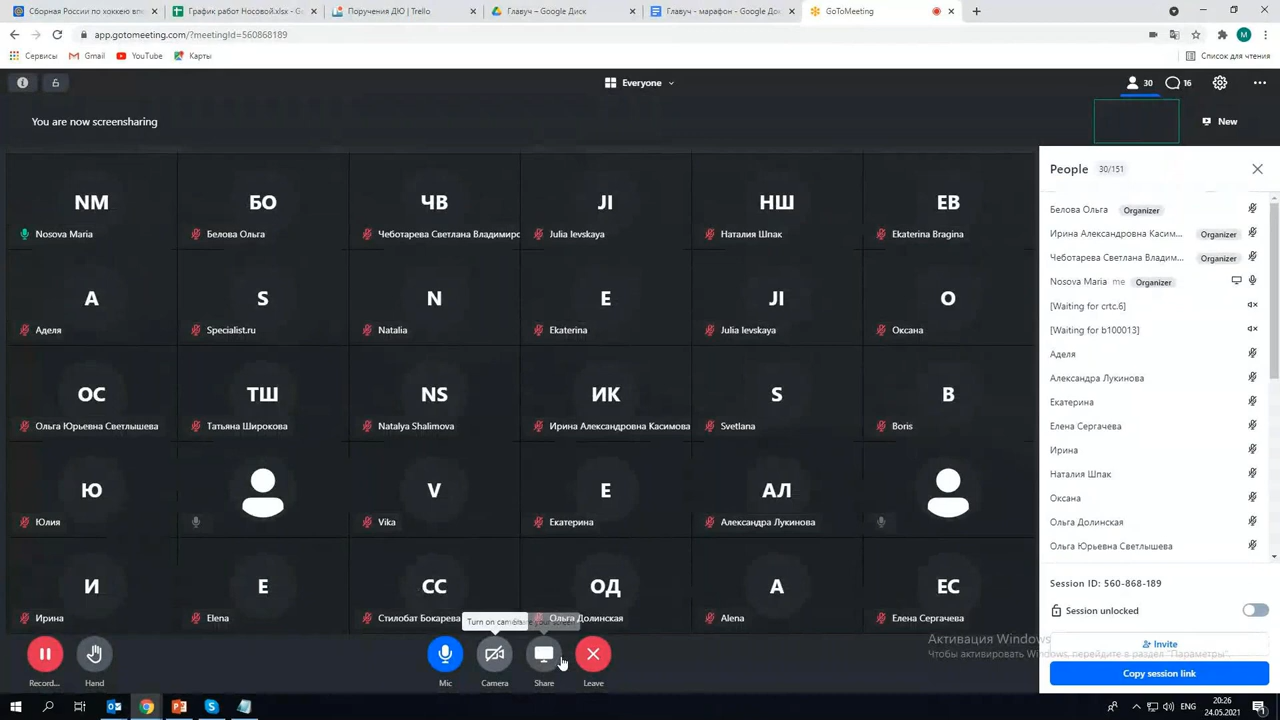 Сборная России по хоккею впе
График работ Носовой.xlsx - G
Поручения ДЮ | Trello
Главуч – Google Диск
Главуч - марафон - Google До
GoToMeeting
app.gotomeeting.com/?meetingId=560868189
M
Сервисы
Gmail
YouTube
Карты
Список для чтения
Everyone
30
16
You are now screensharing
New
NM
БО
ЧВ
JI
НШ
EB
Nosova Maria
Белова Ольга
Чеботарева Светлана Владимирс
Julia Ievskaya
Наталия Шпак
Ekaterina Bragina
А
S
N
E
JI
О
Аделя
Specialist.ru
Natalia
Ekaterina
Julia Ievskaya
Оксана
ОС
ТШ
NS
ИК
S
B
Ольга Юрьевна Светлышева
Татьяна Широкова
Natalya Shalimova
Ирина Александровна Касимова
Svetlana
Boris
Ю
V
Е
АЛ
Юлия
Vika
Екатерина
Александра Лукинова
И
E
СС
ОД
A
ЕС
Ирина
Elena
Стилобат Бокарева
Ольга Долинская
Alena
Елена Сергачева
Turn on camera
Record...
Hand
Mic
Camera
Share
Leave
People 30/151
Белова Ольга Organizer
Ирина Александровна Касим... Organizer
Чеботарева Светлана Владим... Organizer
Nosova Maria me Organizer
[Waiting for crtc.6]
[Waiting for b100013]
Аделя
Александра Лукинова
Екатерина
Елена Сергачева
Ирина
Наталия Шпак
Оксана
Ольга Долинская
Ольга Юрьевна Светлышева
Session ID: 560-868-189
Session unlocked
Активация Windows
Чтобы активировать Windows, перейдите в раздел "Параметры".
Invite
Copy session link
ENG
20:26
24.05.2021